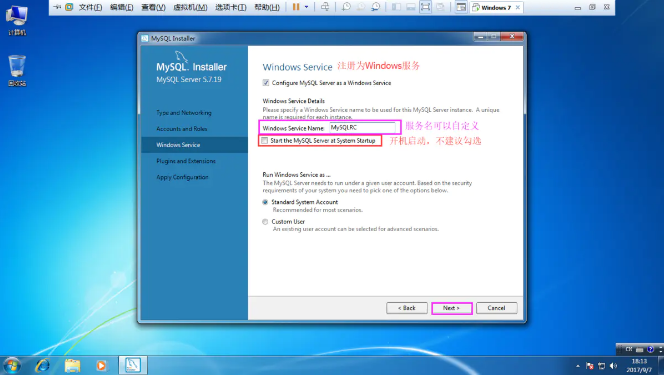 文件(F) 编辑(E) 查看(V) 虚拟机(M) 选项卡(T) 帮助(H) Windows 7
计算机
回收站
MySQL Installer
MySQL. Installer
MySQL Server 5.7.19
Type and Networking
Accounts and Roles
Windows Service
Plugins and Extensions
Apply Configuration
Windows Service 注册为Windows服务
Configure MySQL Server as a Windows Service
Windows Service Details
Please specify a Windows Service name to be used for this MySQL Server instance. A unique
name is required for each instance.
Windows Service Name: MySQLRC 服务名可以自定义
Start the MySQL Server at System Startup 开机启动，不建议勾选
Run Windows Service as ...
The MySQL Server needs to run under a given user account. Based on the security
requirements of your system you need to pick one of the options below.
Standard System Account
Recommended for most scenarios.
Custom User
An existing user account can be selected for advanced scenarios.
< Back Next > Cancel
CH
18:13
2017/9/7